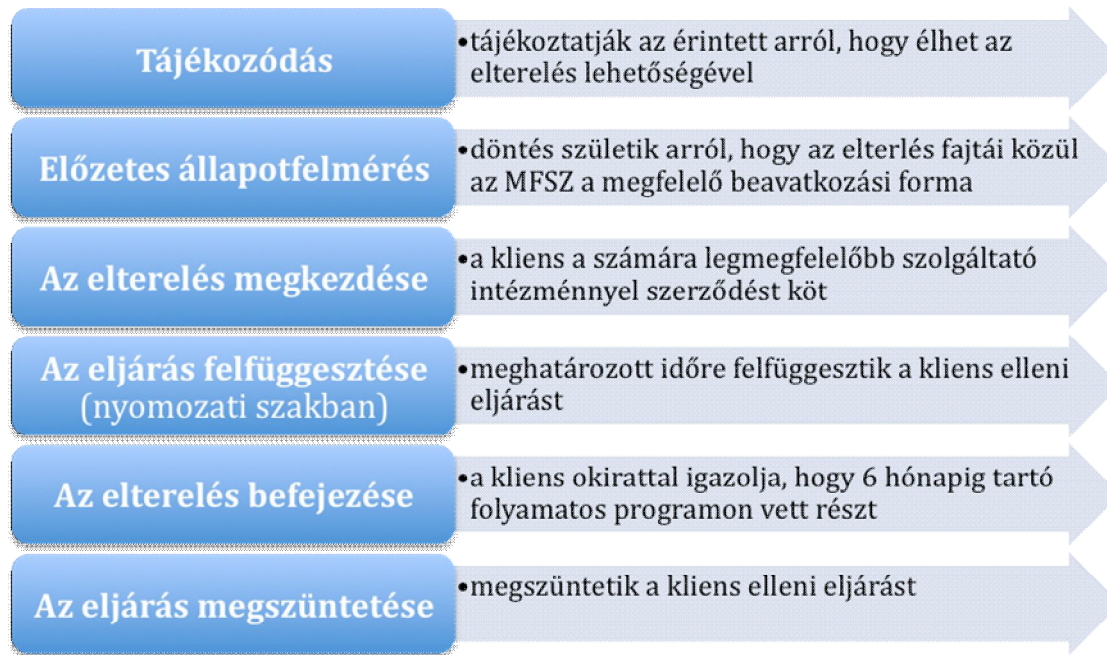 Tájékozódás
•tájékoztatják az érintett arról, hogy élhet az
elterelés lehetőségével
Előzetes állapotfelmérés
•döntés születik arról, hogy az elterlés fajtái közül
az MFSZ a megfelelő beavatkozási forma
Az elterelés megkezdése
•a kliens a számára legmegfelelőbb szolgáltató
intézménnyel szerződést köt
Az eljárás felfüggesztése
(nyomozati szakban)
•meghatározott időre felfüggesztik a kliens elleni
eljárást
Az elterelés befejezése
•a kliens okirattal igazolja, hogy 6 hónapig tartó
folyamatos programon vett részt
Az eljárás megszüntetése
•megszüntetik a kliens elleni eljárást